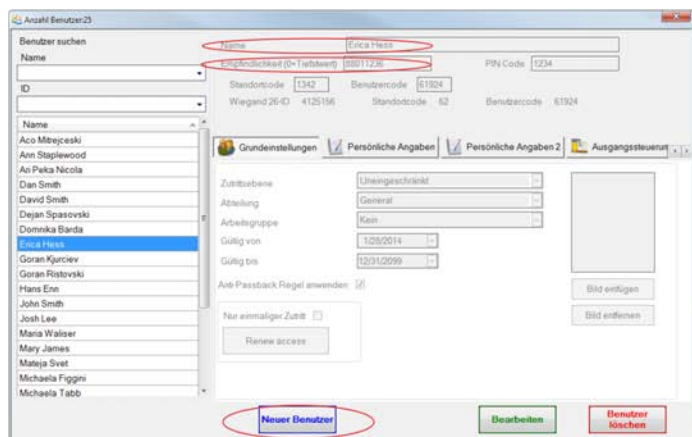 Anzahl Benutzer:23
Benutzer suchen
Name
ID
Name
Aco Mitrejceski
Ann Staplewood
Ari Peka Nicola
Dan Smith
David Smith
Dejan Spasovski
Domnika Barda
Erica Hess
Goran Kjurciev
Goran Ristovski
Hans Enn
John Smith
Josh Lee
Maria Waliser
Mary James
Mateja Svet
Michaela Figgini
Michaela Tabb
Name Erica Hess
Empfindlichkeit (0=Tiefstwert) 88011236 PIN Code 1234
Standortcode 1342 Benutzercode 61924
Wiegand 26-ID 4125156 Standortcode 62 Benutzercode 61924
Grundeinstellungen Persönliche Angaben Persönliche Angaben 2 Ausgangssteuerun
Zutrittsebene Uneingeschränkt
Abteilung General
Arbeitsgruppe Kein
Gültig von 1/28/2014
Gültig bis 12/31/2099
Anti-Passback Regel anwenden
Nur einmaliger Zutritt
Renew access
Bild einfügen
Bild entfernen
Neuer Benutzer
Bearbeiten
Benutzer löschen